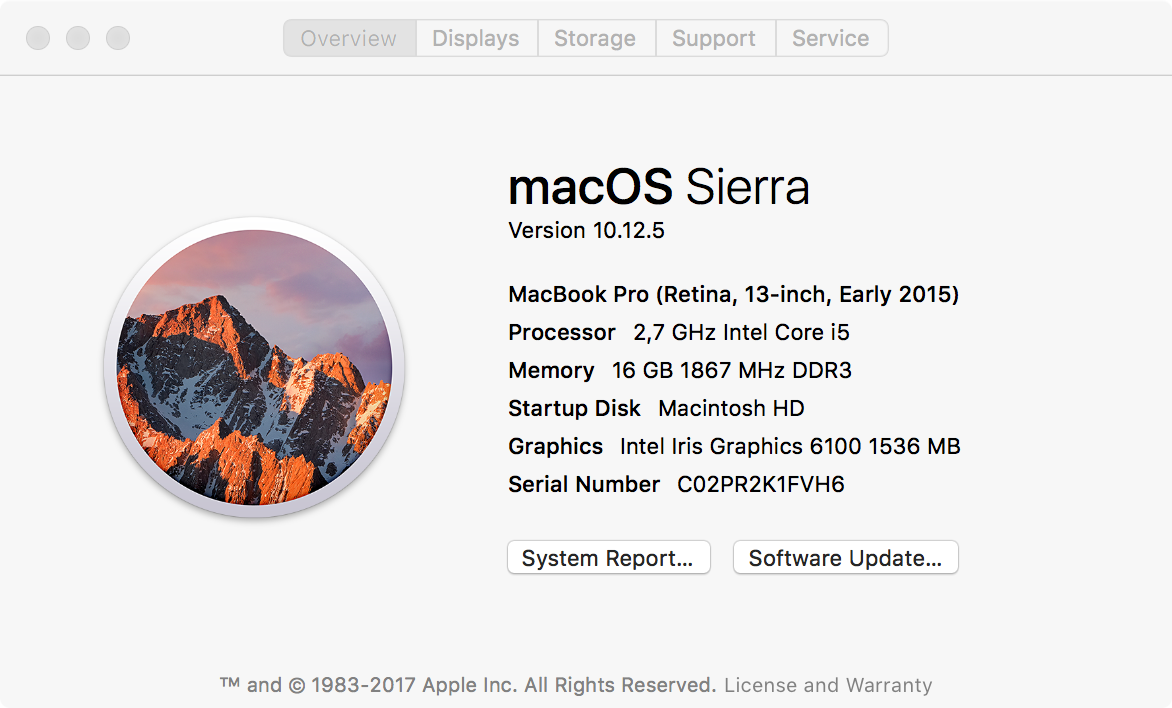 Overview Displays Storage Support Service
macOS Sierra
Version 10.12.5
MacBook Pro (Retina, 13-inch, Early 2015)
Processor 2,7 GHz Intel Core i5
Memory 16 GB 1867 MHz DDR3
Startup Disk Macintosh HD
Graphics Intel Iris Graphics 6100 1536 MB
Serial Number C02PR2K1FVH6
System Report... Software Update...
™ and © 1983-2017 Apple Inc. All Rights Reserved. License and Warranty